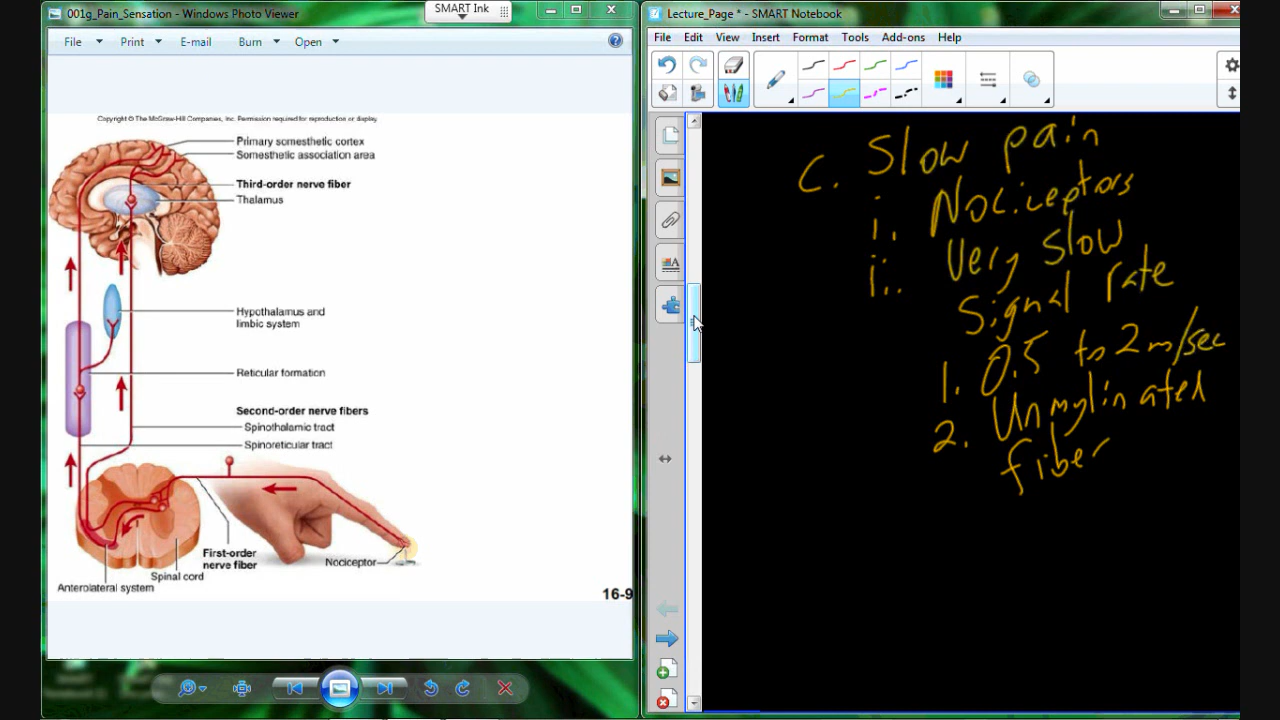 001g_Pain_Sensation - Windows Photo Viewer
SMART Ink
File Print E-mail Burn Open
Copyright © The McGraw-Hill Companies, Inc. Permission required for reproduction or display.
Primary somesthetic cortex
Somesthetic association area
Third-order nerve fiber
Thalamus
Hypothalamus and
limbic system
Reticular formation
Second-order nerve fibers
Spinothalamic tract
Spinoreticular tract
First-order
nerve fiber
Nociceptor
Spinal cord
Anterolateral system
16-9
Lecture_Page * - SMART Notebook
File Edit View Insert Format Tools Add-ons Help
C. Slow pain
i. Nociceptors
ii. Very slow
signal rate
1. 0.5 to 2 m/sec
2. Unmylinated
fiber